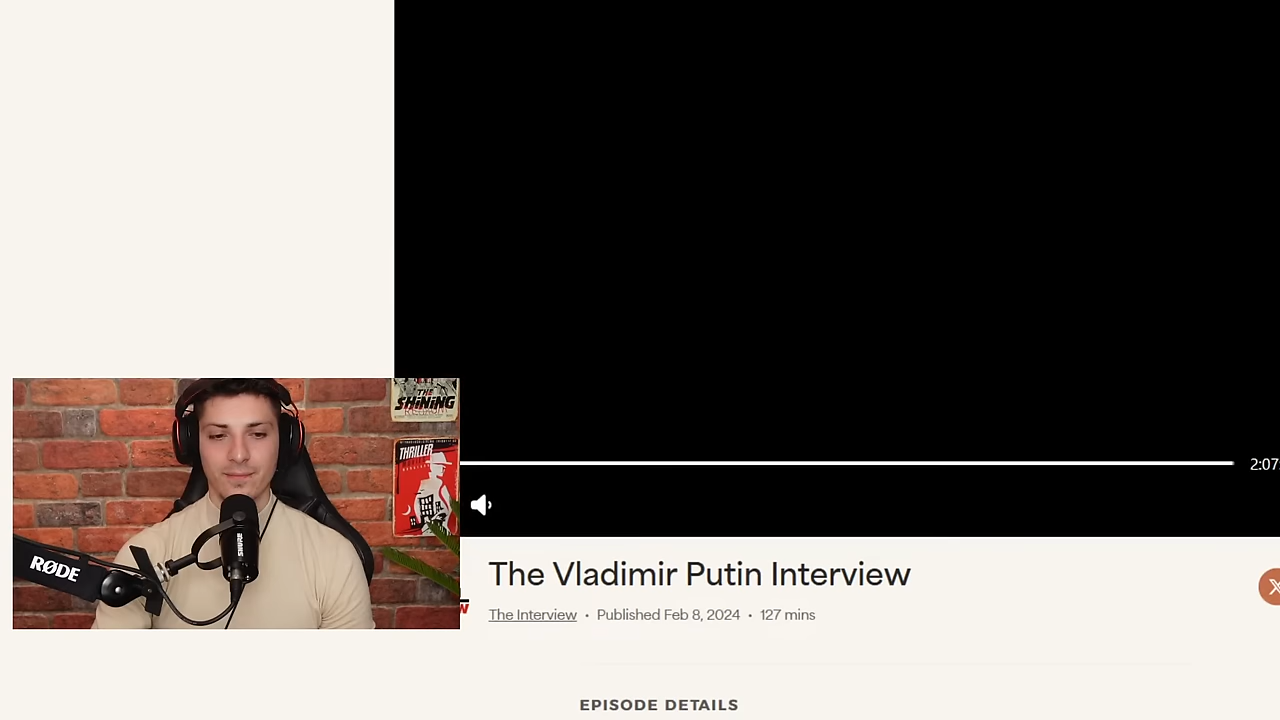 THE
SHiNiNG
THRILLER
2:07
SHURE
RØDE
The Vladimir Putin Interview
The Interview · Published Feb 8, 2024 · 127 mins
EPISODE DETAILS